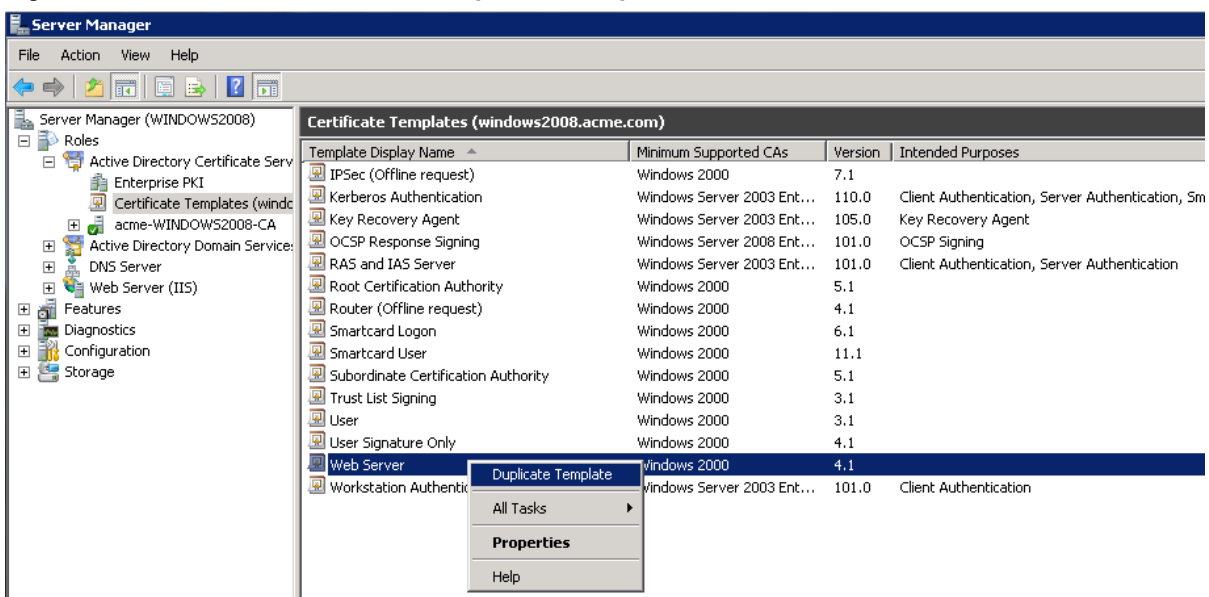 Server Manager
File Action View Help
Server Manager (WINDOWS2008)
Roles
Active Directory Certificate Serv
Enterprise PKI
Certificate Templates (windc
acme-WINDOWS2008-CA
Active Directory Domain Service:
DNS Server
Web Server (IIS)
Features
Diagnostics
Configuration
Storage
Certificate Templates (windows2008.acme.com)
Template Display Name Minimum Supported CAs Version Intended Purposes
IPSec (Offline request) Windows 2000 7.1
Kerberos Authentication Windows Server 2003 Ent... 110.0 Client Authentication, Server Authentication, Sm
Key Recovery Agent Windows Server 2003 Ent... 105.0 Key Recovery Agent
OCSP Response Signing Windows Server 2008 Ent... 101.0 OCSP Signing
RAS and IAS Server Windows Server 2003 Ent... 101.0 Client Authentication, Server Authentication
Root Certification Authority Windows 2000 5.1
Router (Offline request) Windows 2000 4.1
Smartcard Logon Windows 2000 6.1
Smartcard User Windows 2000 11.1
Subordinate Certification Authority Windows 2000 5.1
Trust List Signing Windows 2000 3.1
User Windows 2000 3.1
User Signature Only Windows 2000 4.1
Web Server Windows 2000 4.1
Workstation Authentic Windows Server 2003 Ent... 101.0 Client Authentication
Duplicate Template
All Tasks
Properties
Help